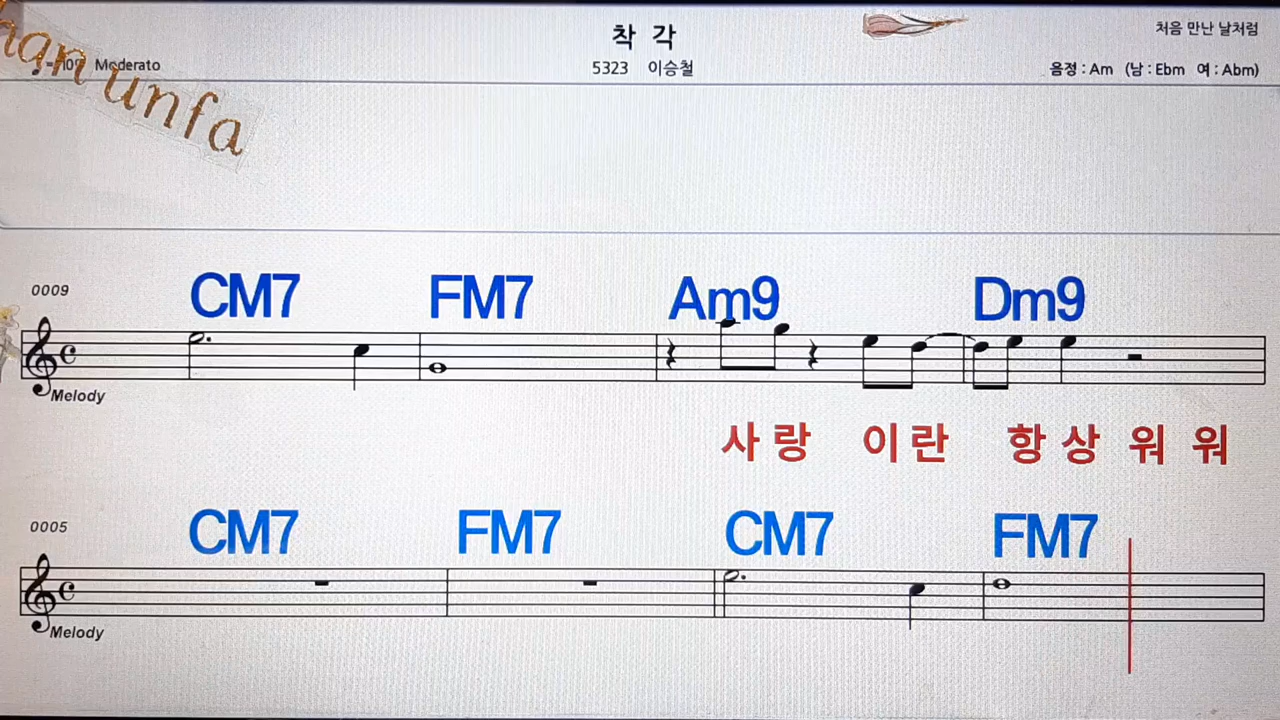 착 각
처음 만난 날처럼
Moderato
5323 이승철
음정 : Am (남 : Ebm 여 : Abm)
unfa
0009
CM7 FM7 Am9 Dm9
Melody
사랑 이란 항상 워 워
0005
CM7 FM7 CM7 FM7
Melody